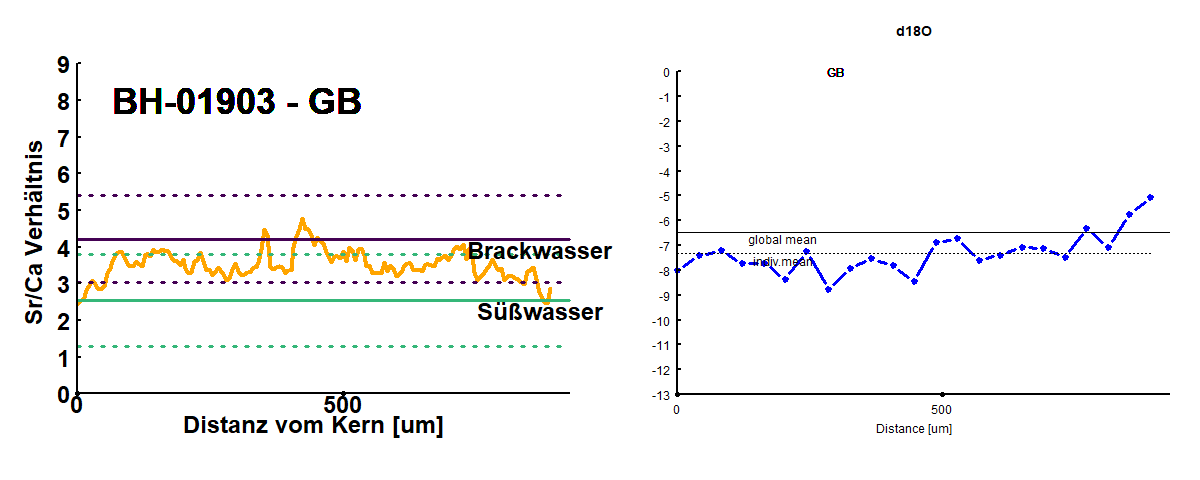 BH-01903 - GB
Sr/Ca Verhältnis
9
8
7
6
5
4
3
2
1
0
Brackwasser
Süßwasser
0
500
Distanz vom Kern [um]
d18O
GB
0
-1
-2
-3
-4
-5
-6
-7
-8
-9
-10
-11
-12
-13
global mean
indiv.mean
0
500
Distance [um]